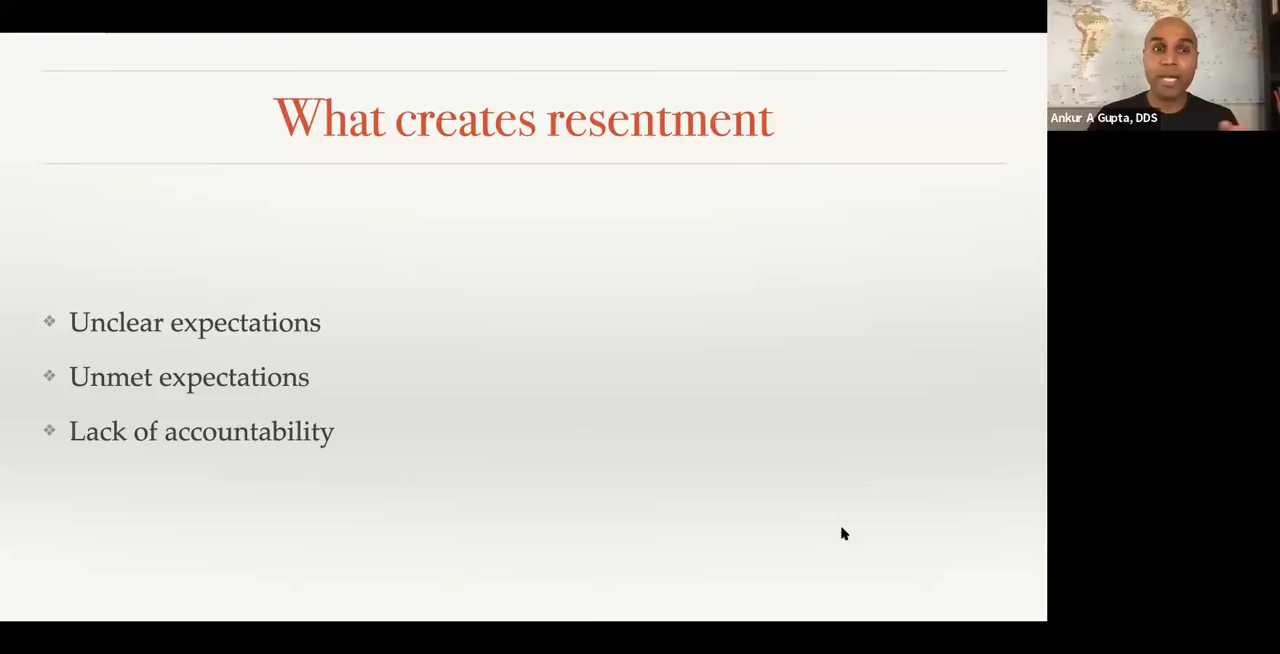 What creates resentment
Unclear expectations
Unmet expectations
Lack of accountability
Ankur A Gupta, DDS